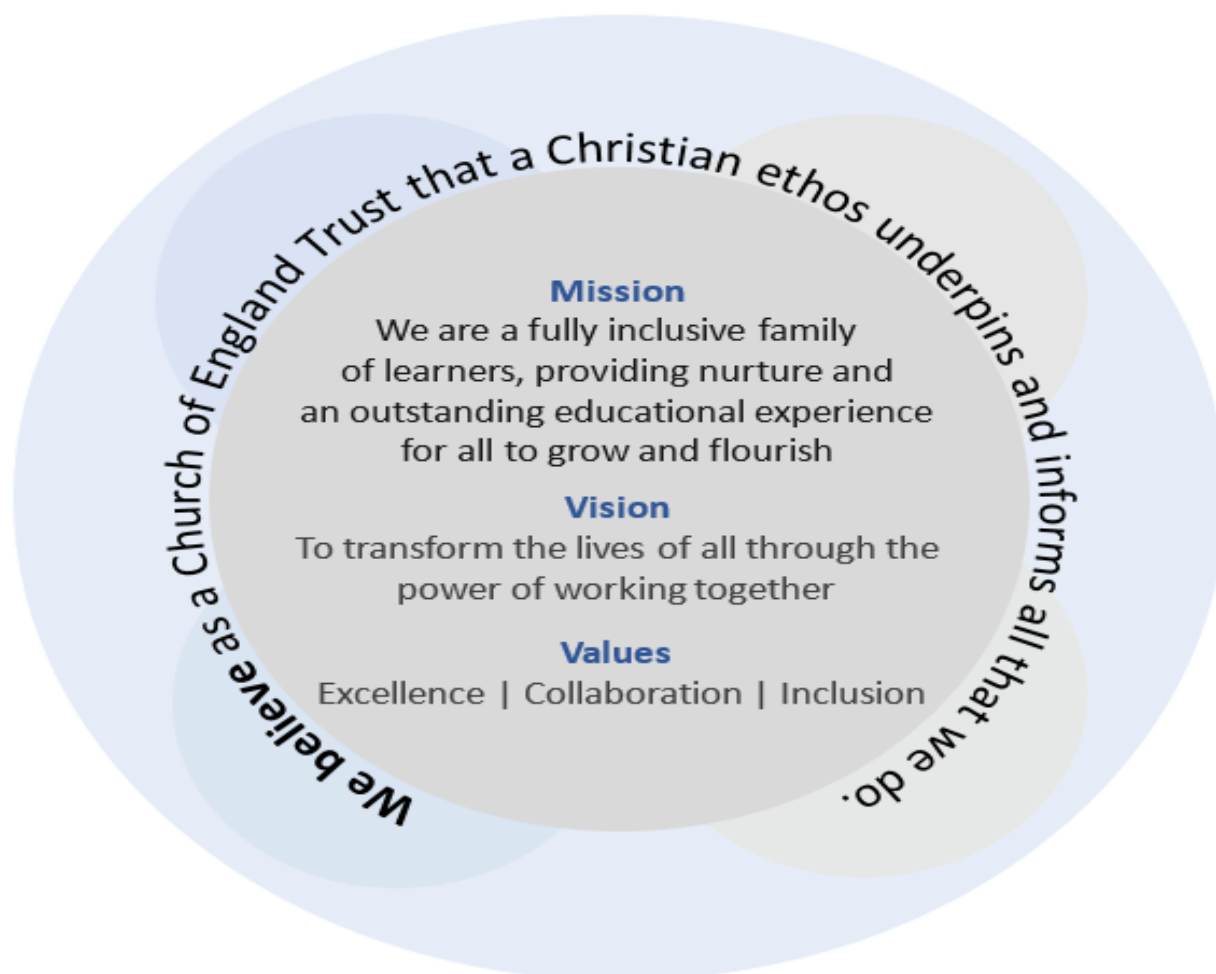 We believe as a Church of England Trust that a Christian ethos underpins and informs all that we do.
Mission
We are a fully inclusive family
of learners, providing nurture and
an outstanding educational experience
for all to grow and flourish
Vision
To transform the lives of all through the
power of working together
Values
Excellence | Collaboration | Inclusion